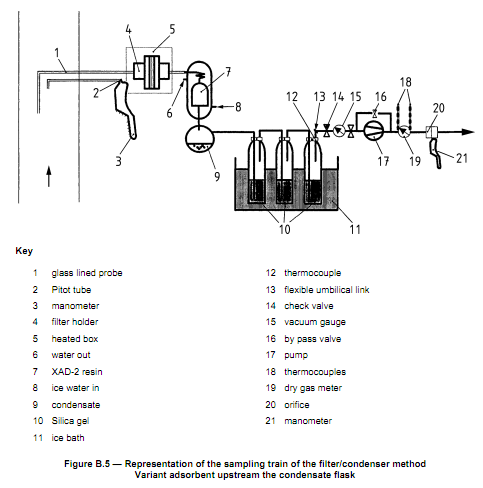 1
4
5
2
3
6
7
8
9
10
11
12
13
14
15
16
17
18
19
20
21
Key
1 glass lined probe
2 Pitot tube
3 manometer
4 filter holder
5 heated box
6 water out
7 XAD-2 resin
8 ice water in
9 condensate
10 Silica gel
11 ice bath
12 thermocouple
13 flexible umbilical link
14 check valve
15 vacuum gauge
16 by pass valve
17 pump
18 thermocouples
19 dry gas meter
20 orifice
21 manometer
Figure B.5 — Representation of the sampling train of the filter/condenser method
Variant adsorbent upstream the condensate flask